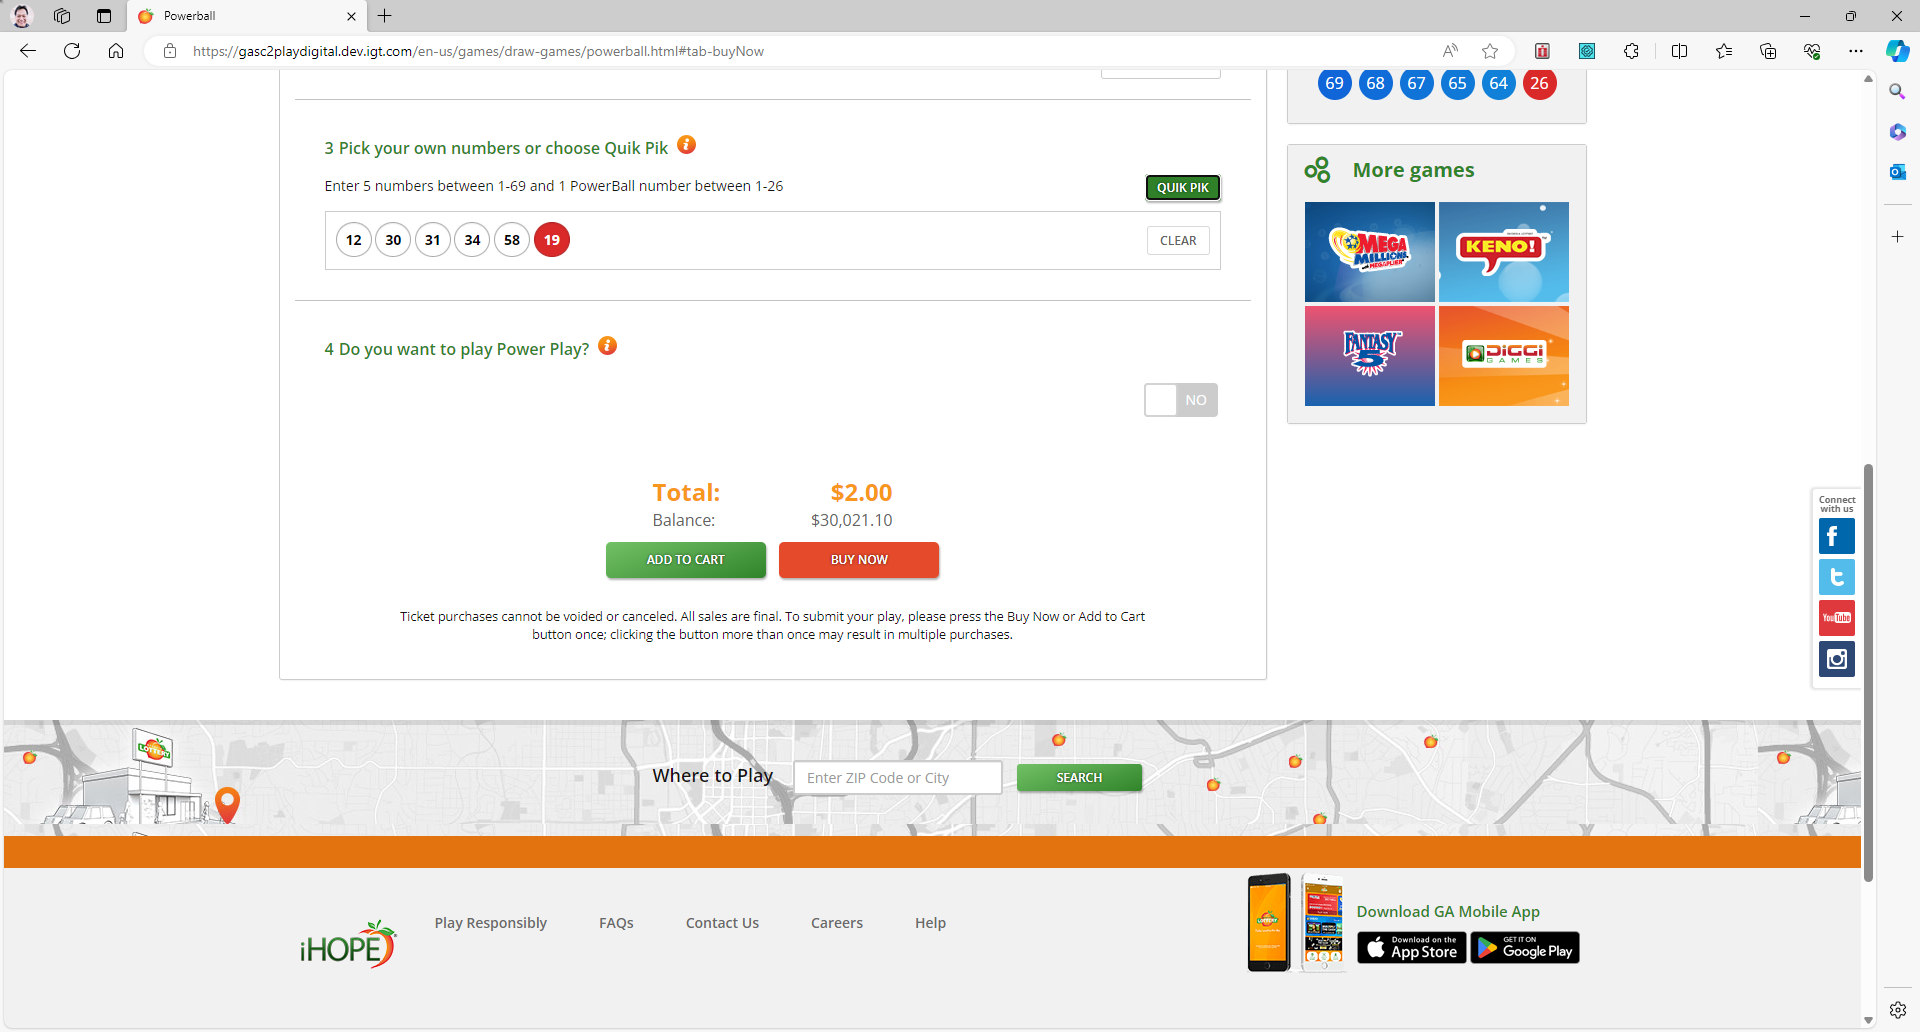 Powerball
https://gasc2playdigital.dev.igt.com/en-us/games/draw-games/powerball.html#tab-buyNow
69 68 67 65 64 26
3 Pick your own numbers or choose Quik Pik
Enter 5 numbers between 1-69 and 1 PowerBall number between 1-26
QUIK PIK
12 30 31 34 58 19
CLEAR
4 Do you want to play Power Play?
NO
Total: $2.00
Balance: $30,021.10
ADD TO CART
BUY NOW
Ticket purchases cannot be voided or canceled. All sales are final. To submit your play, please press the Buy Now or Add to Cart
button once; clicking the button more than once may result in multiple purchases.
More games
MEGA
MILLIONS
KENO!
FANTASY
5
DiGGi
GAMES
Connect
with us
f
t
YouTube
LOTTERY
Where to Play
Enter ZIP Code or City
SEARCH
iHOPE
Play Responsibly
FAQs
Contact Us
Careers
Help
Download GA Mobile App
Download on the
App Store
GET IT ON
Google Play